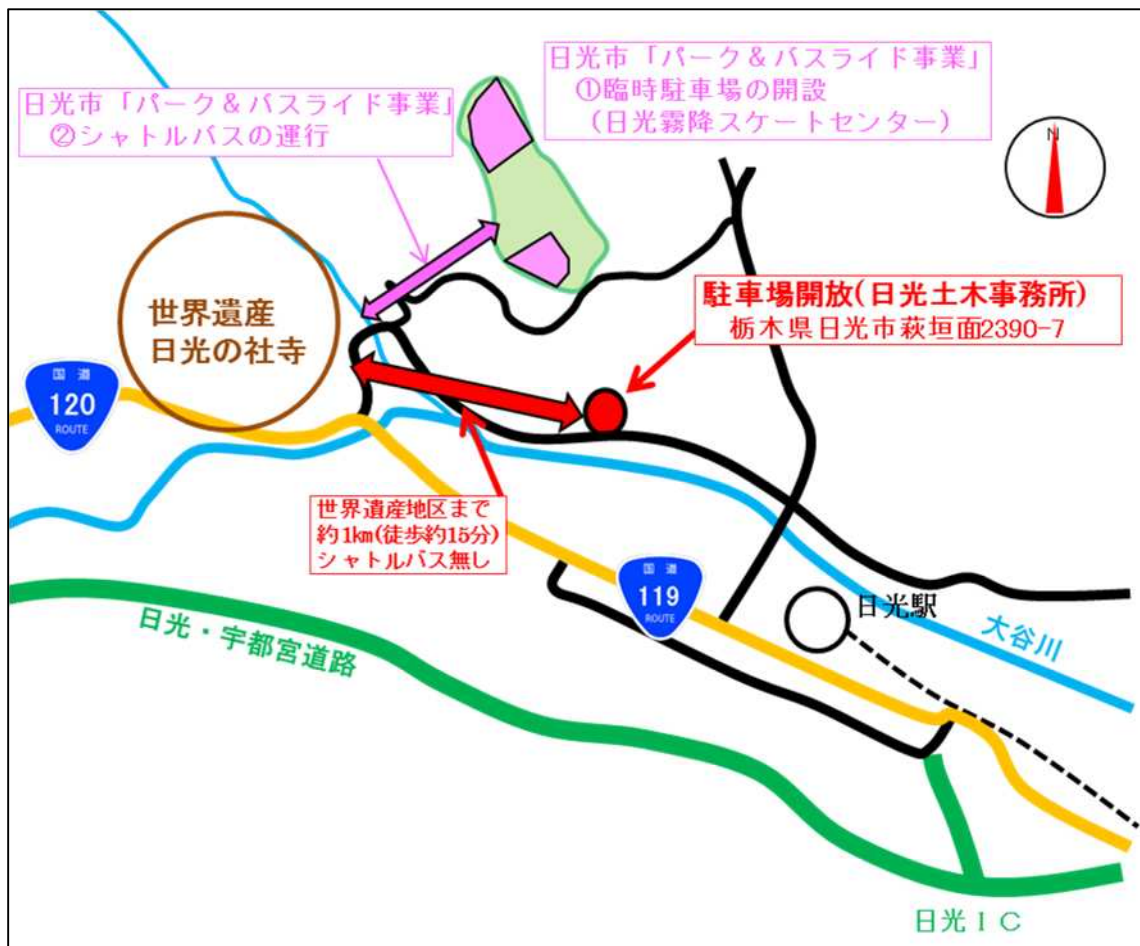 日光市「パーク＆バスライド事業」
①臨時駐車場の開設
（日光霧降スケートセンター）
日光市「パーク＆バスライド事業」
②シャトルバスの運行
N
世界遺産
日光の社寺
駐車場開放(日光土木事務所)
栃木県日光市萩垣面2390-7
国道
120
ROUTE
世界遺産地区まで
約1km(徒歩約15分)
シャトルバス無し
国道
119
ROUTE
日光駅
大谷川
日光・宇都宮道路
日光ＩＣ